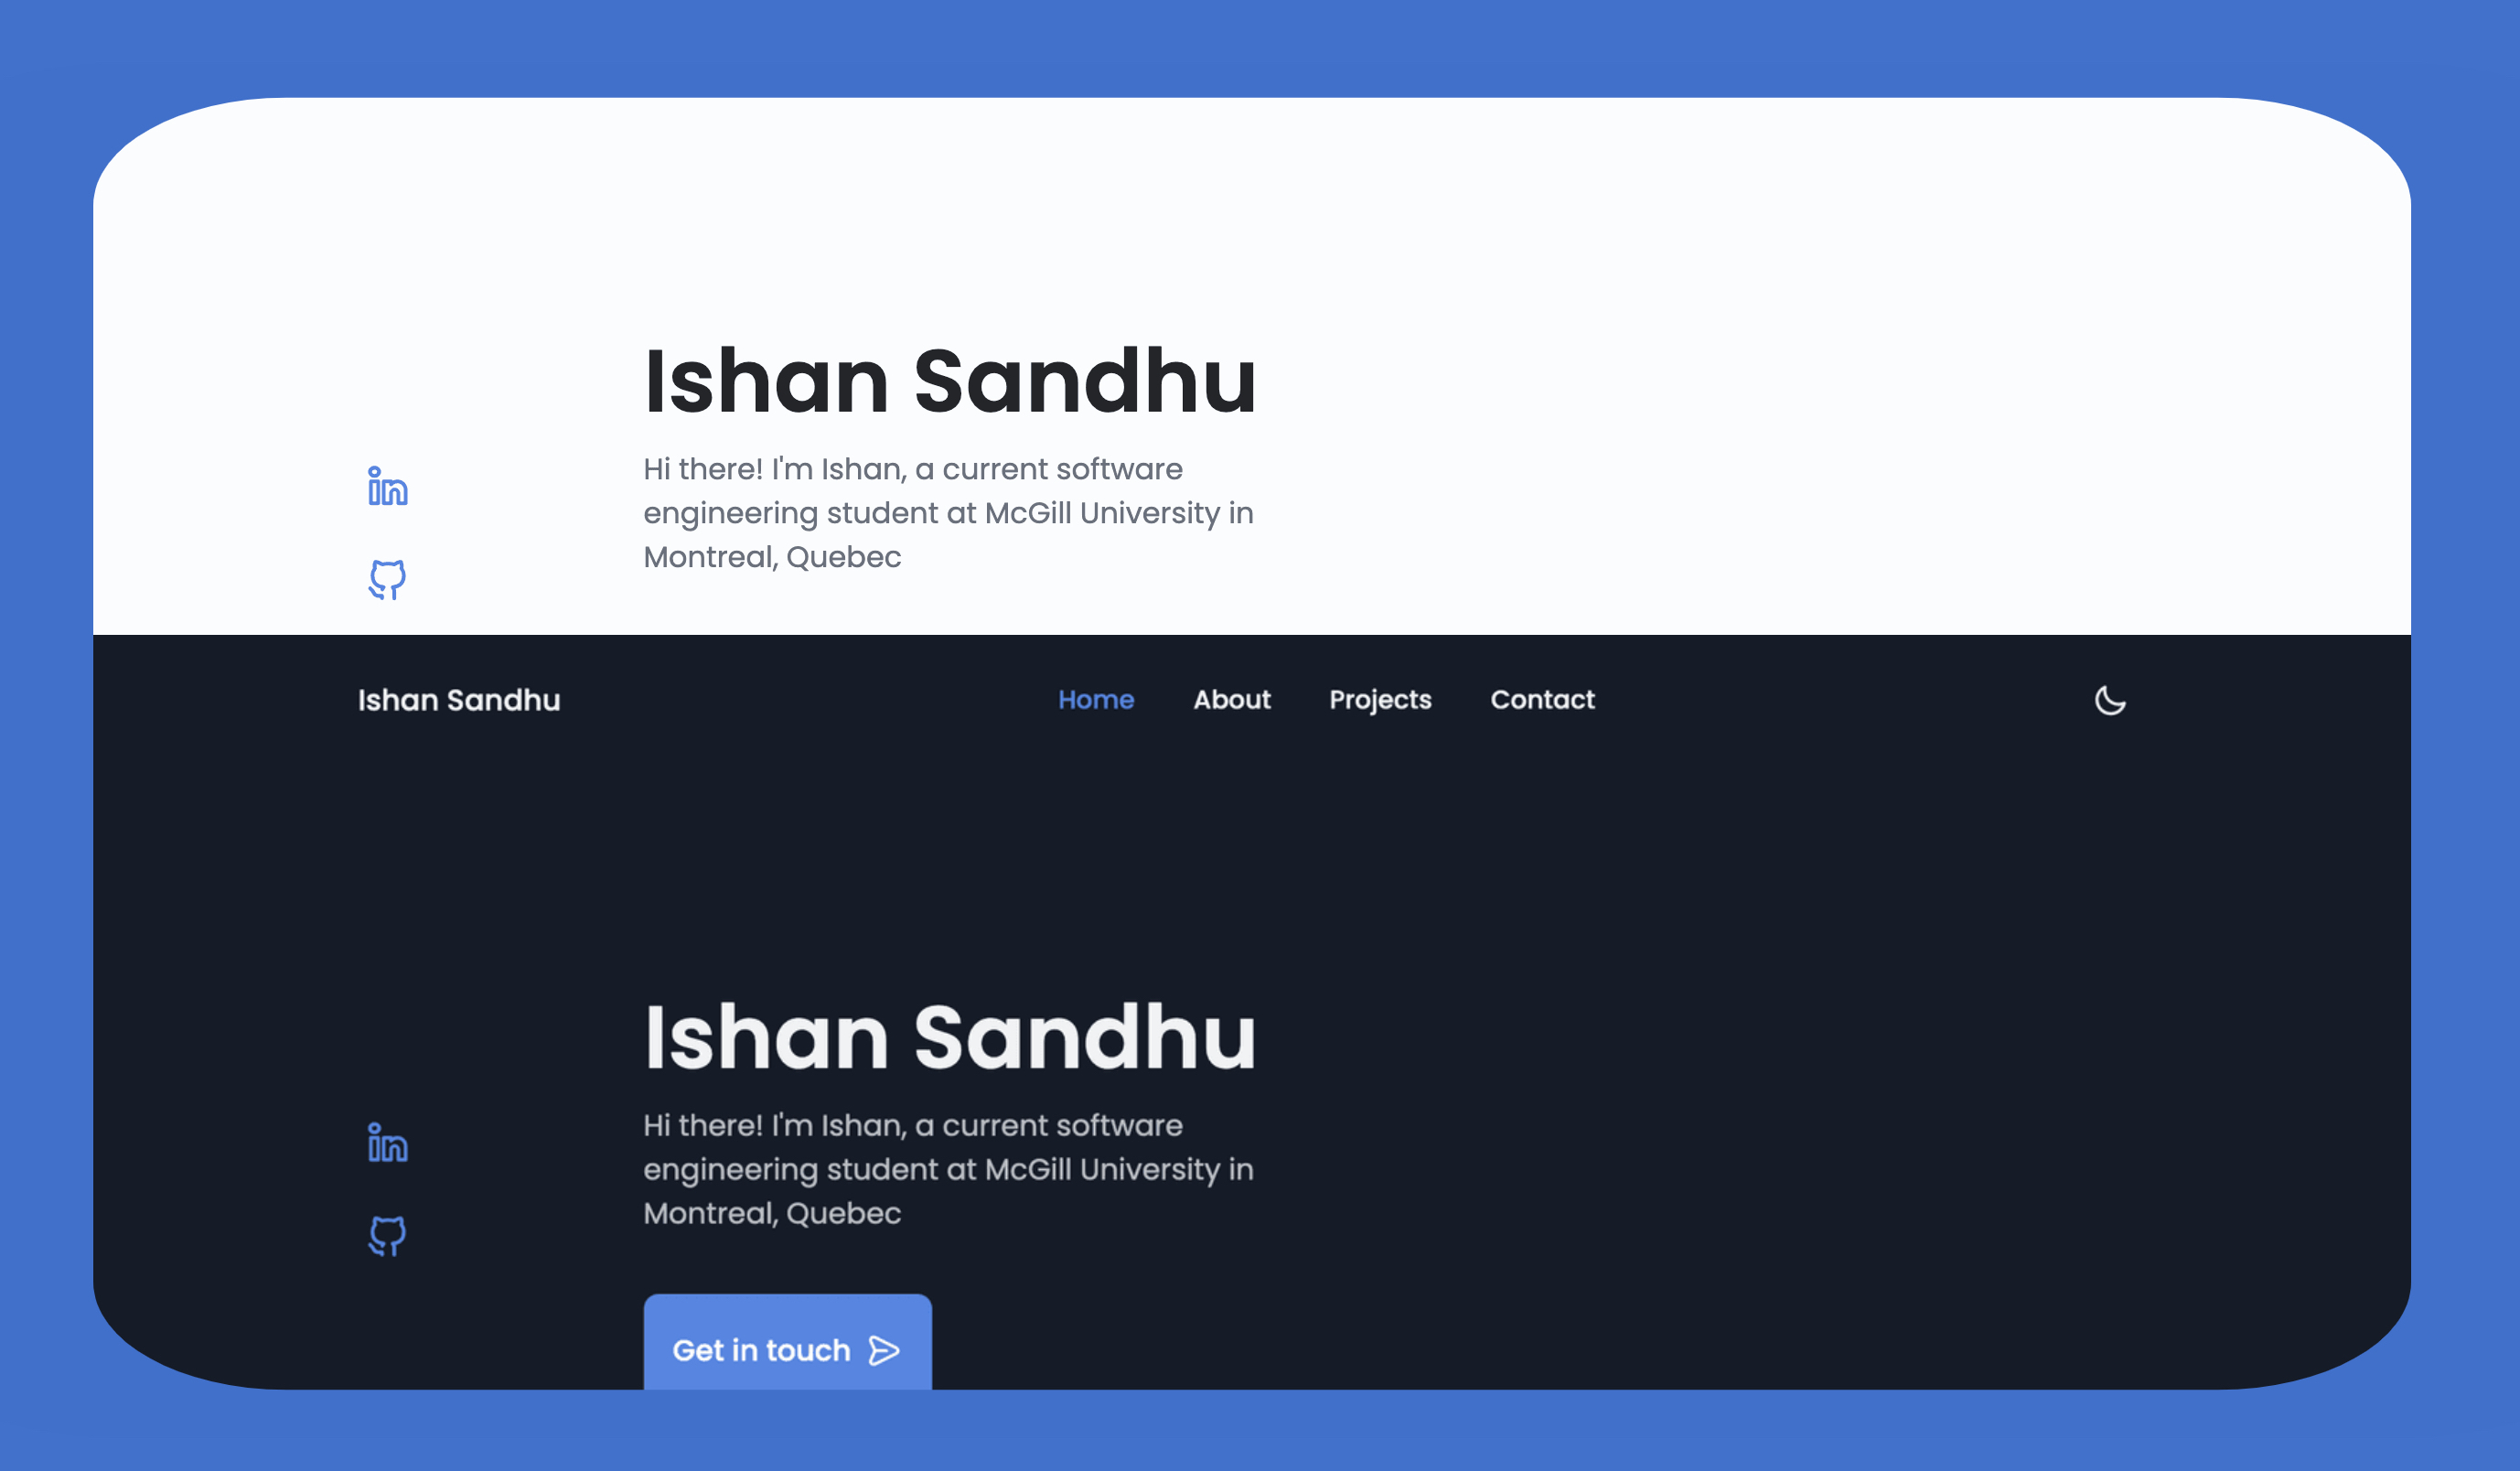 Ishan Sandhu
Hi there! I'm Ishan, a current software
engineering student at McGill University in
Montreal, Quebec
Ishan Sandhu
Home
About
Projects
Contact
Ishan Sandhu
Hi there! I'm Ishan, a current software
engineering student at McGill University in
Montreal, Quebec
Get in touch